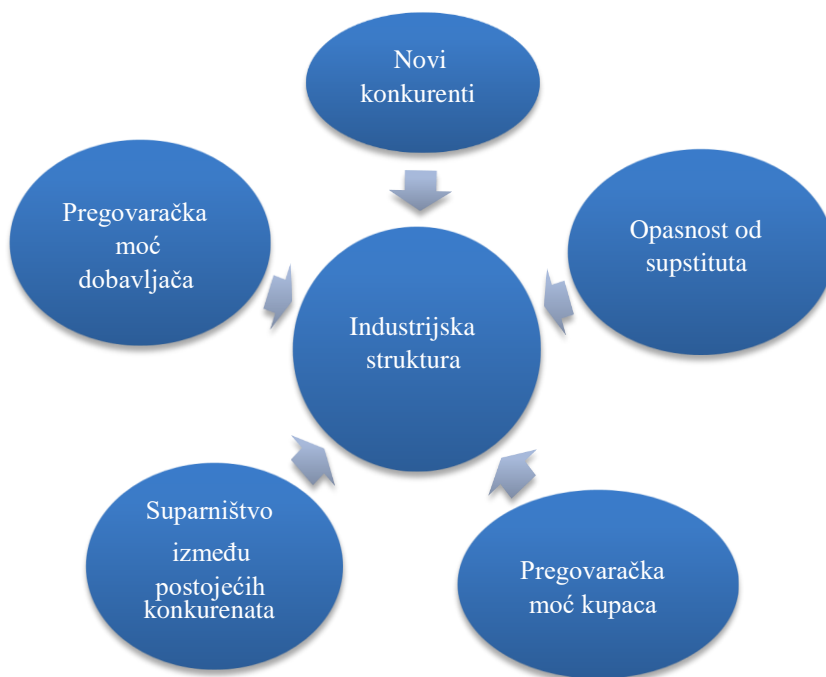 Novi
konkurenti
Pregovaračka
moć
dobavljača
Opasnost od
supstituta
Industrijska
struktura
Suparništvo
između
postojećih
konkurenata
Pregovaračka
moć kupaca